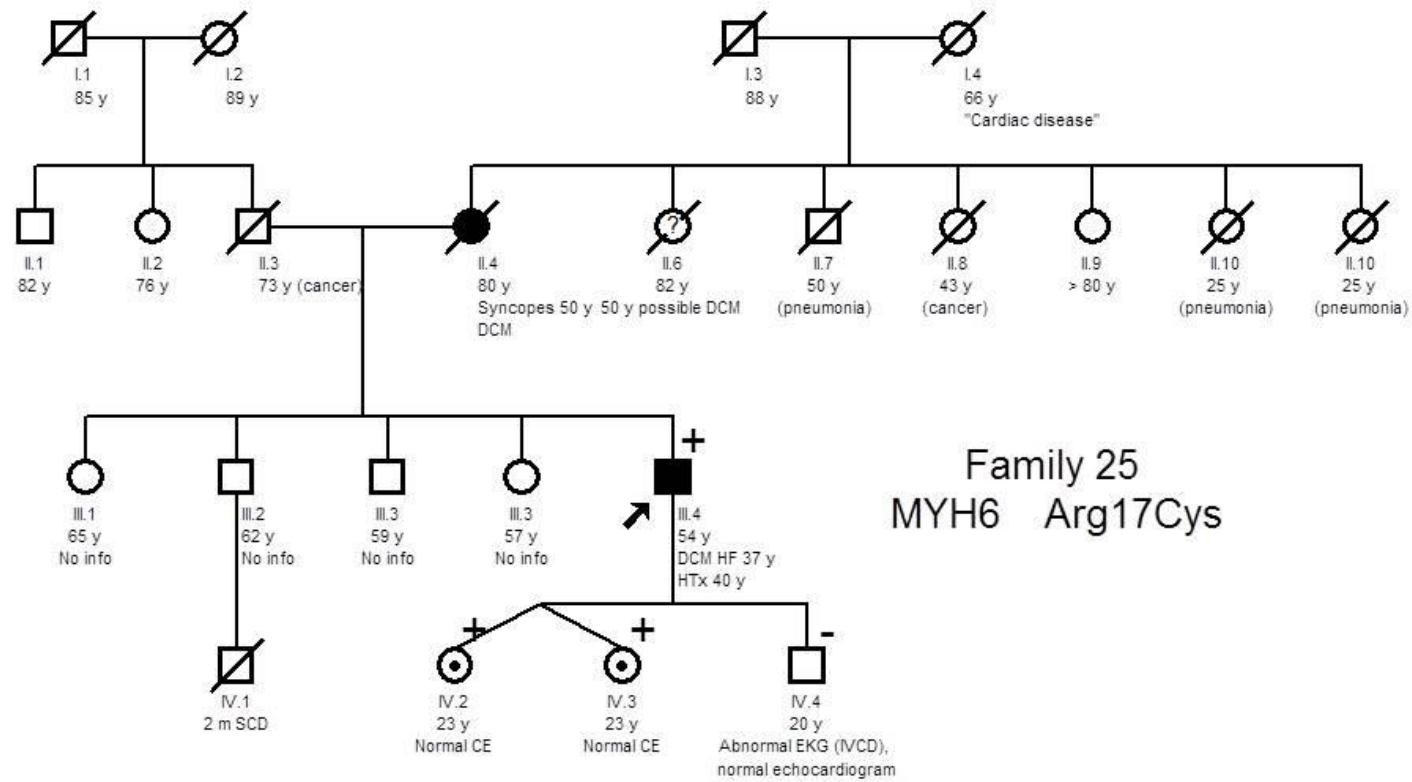 I.1
85 y
I.2
89 y
I.3
88 y
I.4
66 y
"Cardiac disease"
II.1
82 y
II.2
76 y
II.3
73 y (cancer)
II.4
80 y
Syncopes 50 y
DCM
?
II.6
82 y
50 y possible DCM
II.7
50 y
(pneumonia)
II.8
43 y
(cancer)
II.9
> 80 y
II.10
25 y
(pneumonia)
II.10
25 y
(pneumonia)
III.1
65 y
No info
III.2
62 y
No info
III.3
59 y
No info
III.3
57 y
No info
+
III.4
54 y
DCM HF 37 y
HTx 40 y
Family 25
MYH6 Arg17Cys
IV.1
2 m SCD
+
IV.2
23 y
Normal CE
+
IV.3
23 y
Normal CE
-
IV.4
20 y
Abnormal EKG (IVCD),
normal echocardiogram